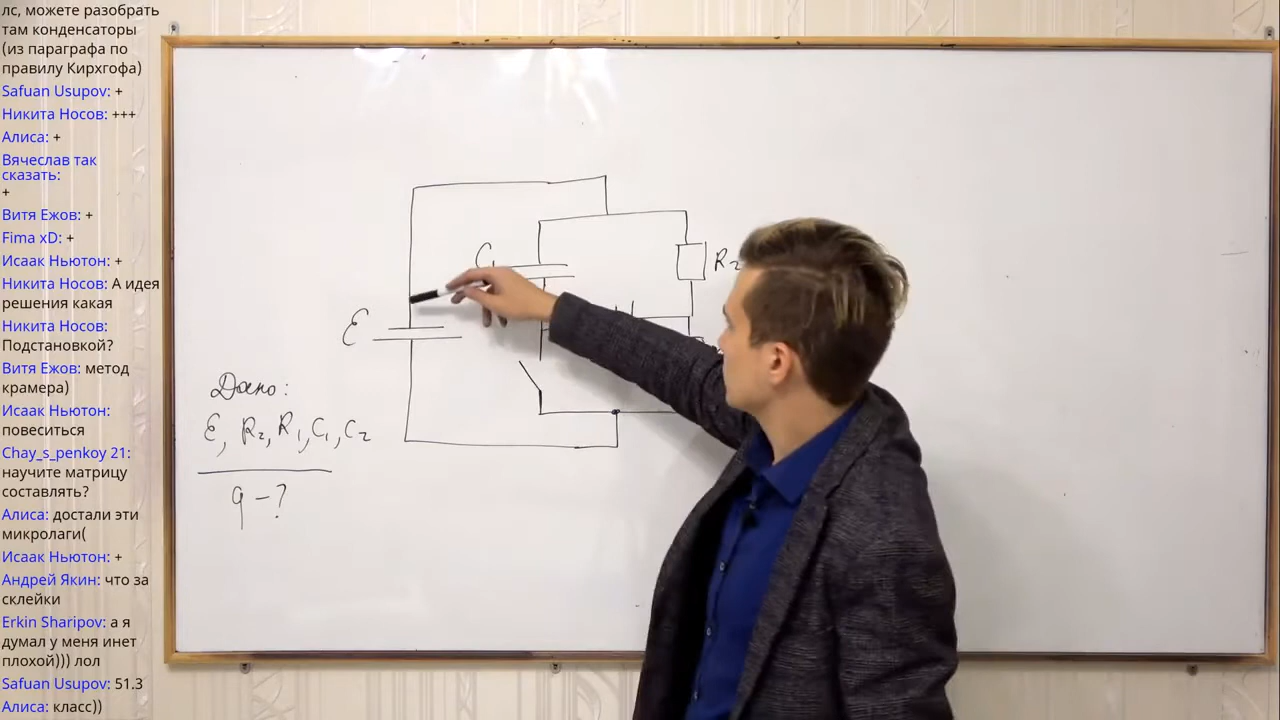 лс, можете разобрать
там конденсаторы
(из параграфа по
правилу Кирхгофа)
Safuan Usupov: +
Никита Носов: +++
Алиса: +
Вячеслав так
сказать:
+
Витя Ежов: +
Fima xD: +
Исаак Ньютон: +
Никита Носов: А идея
решения какая
Никита Носов:
Подстановкой?
Витя Ежов: метод
крамера)
Исаак Ньютон:
повеситься
Chay_s_penkoy 21:
научите матрицу
составлять?
Алиса: достали эти
микролаги(
Исаак Ньютон: +
Андрей Якин: что за
склейки
Erkin Sharipov: а я
думал у меня инет
плохой))) лол
Safuan Usupov: 51.3
Алиса: класс))
C₁
R₂
ℰ
Дано:
ℰ, R₂, R₁, C₁, C₂
q – ?